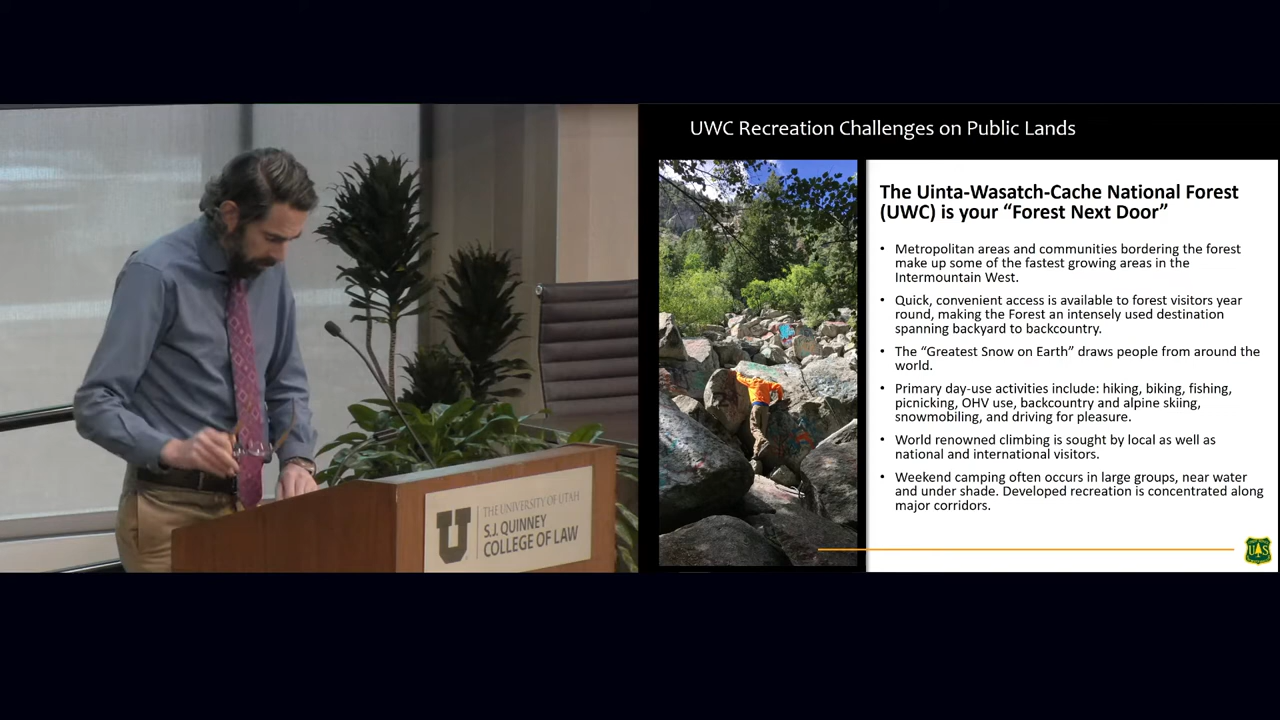 UWC Recreation Challenges on Public Lands
The Uinta-Wasatch-Cache National Forest
(UWC) is your “Forest Next Door”
• Metropolitan areas and communities bordering the forest
make up some of the fastest growing areas in the
Intermountain West.
• Quick, convenient access is available to forest visitors year
round, making the Forest an intensely used destination
spanning backyard to backcountry.
• The “Greatest Snow on Earth” draws people from around the
world.
• Primary day-use activities include: hiking, biking, fishing,
picnicking, OHV use, backcountry and alpine skiing,
snowmobiling, and driving for pleasure.
• World renowned climbing is sought by local as well as
national and international visitors.
• Weekend camping often occurs in large groups, near water
and under shade. Developed recreation is concentrated along
major corridors.
U
THE UNIVERSITY OF UTAH
S.J. QUINNEY
COLLEGE OF LAW
UAS